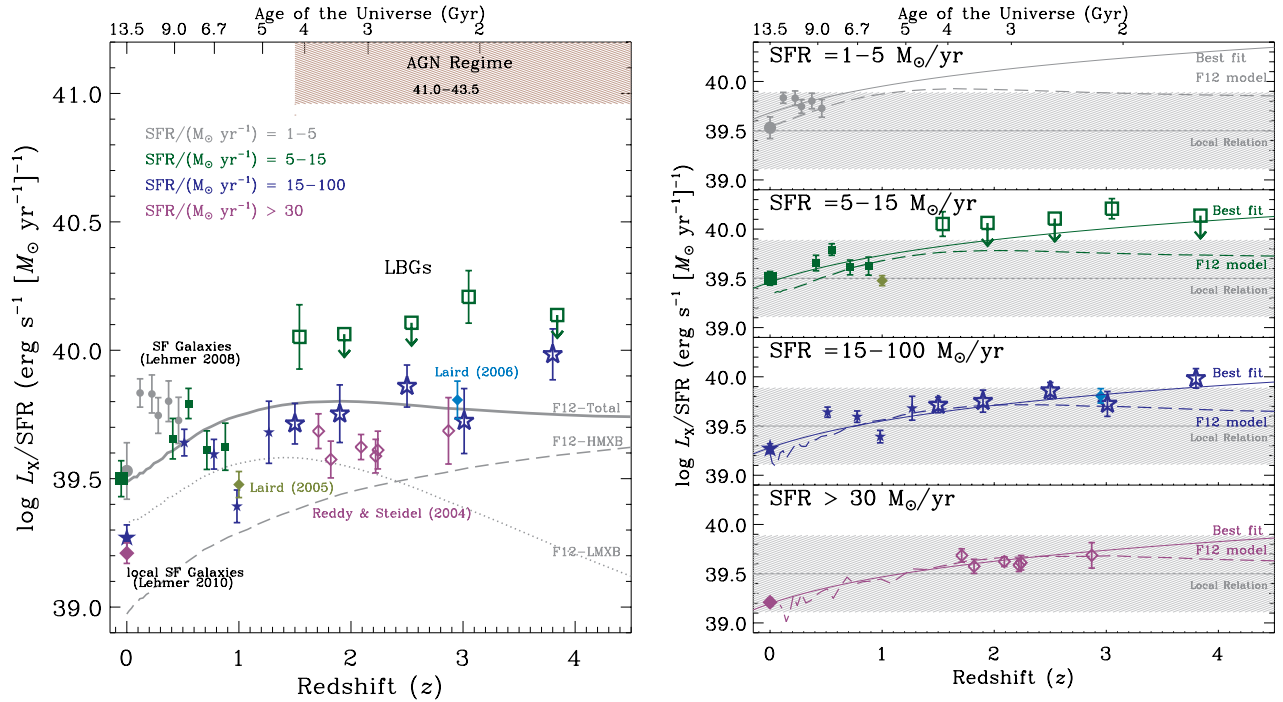 Age of the Universe (Gyr)
13.5 9.0 6.7 5 4 3 2
AGN Regime
41.0−43.5
SFR/(M⊙ yr⁻¹) = 1−5
SFR/(M⊙ yr⁻¹) = 5−15
SFR/(M⊙ yr⁻¹) = 15−100
SFR/(M⊙ yr⁻¹) > 30
LBGs
SF Galaxies
(Lehmer 2008)
Laird (2006)
F12−Total
F12−HMXB
Laird (2005)
Reddy & Steidel (2004)
F12−LMXB
local SF Galaxies
(Lehmer 2010)
41.0
40.5
40.0
39.5
39.0
log Lx/SFR (erg s⁻¹ [M⊙ yr⁻¹]⁻¹)
0 1 2 3 4
Redshift (z)
Age of the Universe (Gyr)
13.5 9.0 6.7 5 4 3 2
SFR =1−5 M⊙/yr
Best fit
F12 model
Local Relation
40.0
39.5
39.0
SFR =5−15 M⊙/yr
Best fit
F12 model
Local Relation
40.0
39.5
39.0
SFR =15−100 M⊙/yr
Best fit
F12 model
Local Relation
40.0
39.5
39.0
SFR > 30 M⊙/yr
Best fit
F12 model
Local Relation
40.0
39.5
39.0
log Lx/SFR (erg s⁻¹ [M⊙ yr⁻¹]⁻¹)
0 1 2 3 4
Redshift (z)